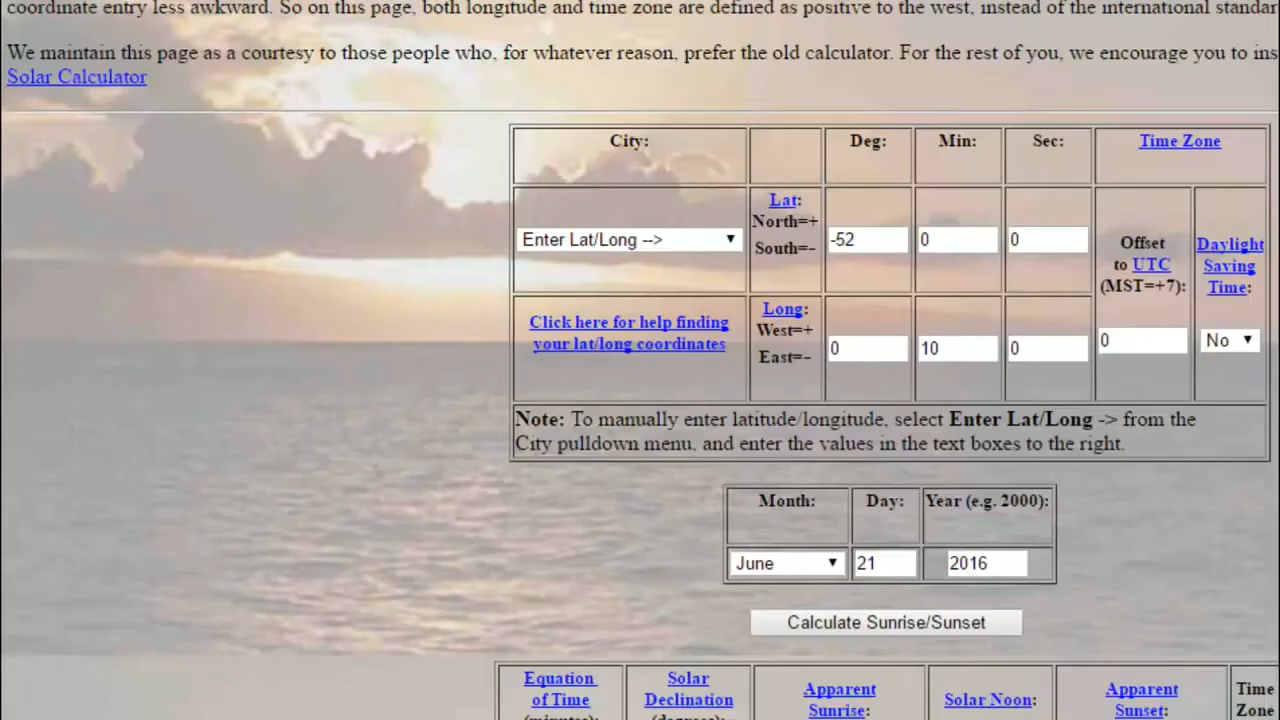 coordinate entry less awkward. So on this page, both longitude and time zone are defined as positive to the west, instead of the international standar
We maintain this page as a courtesy to those people who, for whatever reason, prefer the old calculator. For the rest of you, we encourage you to ins
Solar Calculator
City:
Deg:
Min:
Sec:
Time Zone
Enter Lat/Long -->
Lat:
North=+
South=-
-52
0
0
Offset
to UTC
(MST=+7):
0
Daylight
Saving
Time:
No
Click here for help finding
your lat/long coordinates
Long:
West=+
East=-
0
10
0
Note: To manually enter latitude/longitude, select Enter Lat/Long -> from the
City pulldown menu, and enter the values in the text boxes to the right.
Month:
Day:
Year (e.g. 2000):
June
21
2016
Calculate Sunrise/Sunset
Equation
of Time
(minutes):
Solar
Declination
(degrees):
Apparent
Sunrise:
Solar Noon:
Apparent
Sunset:
Time
Zone